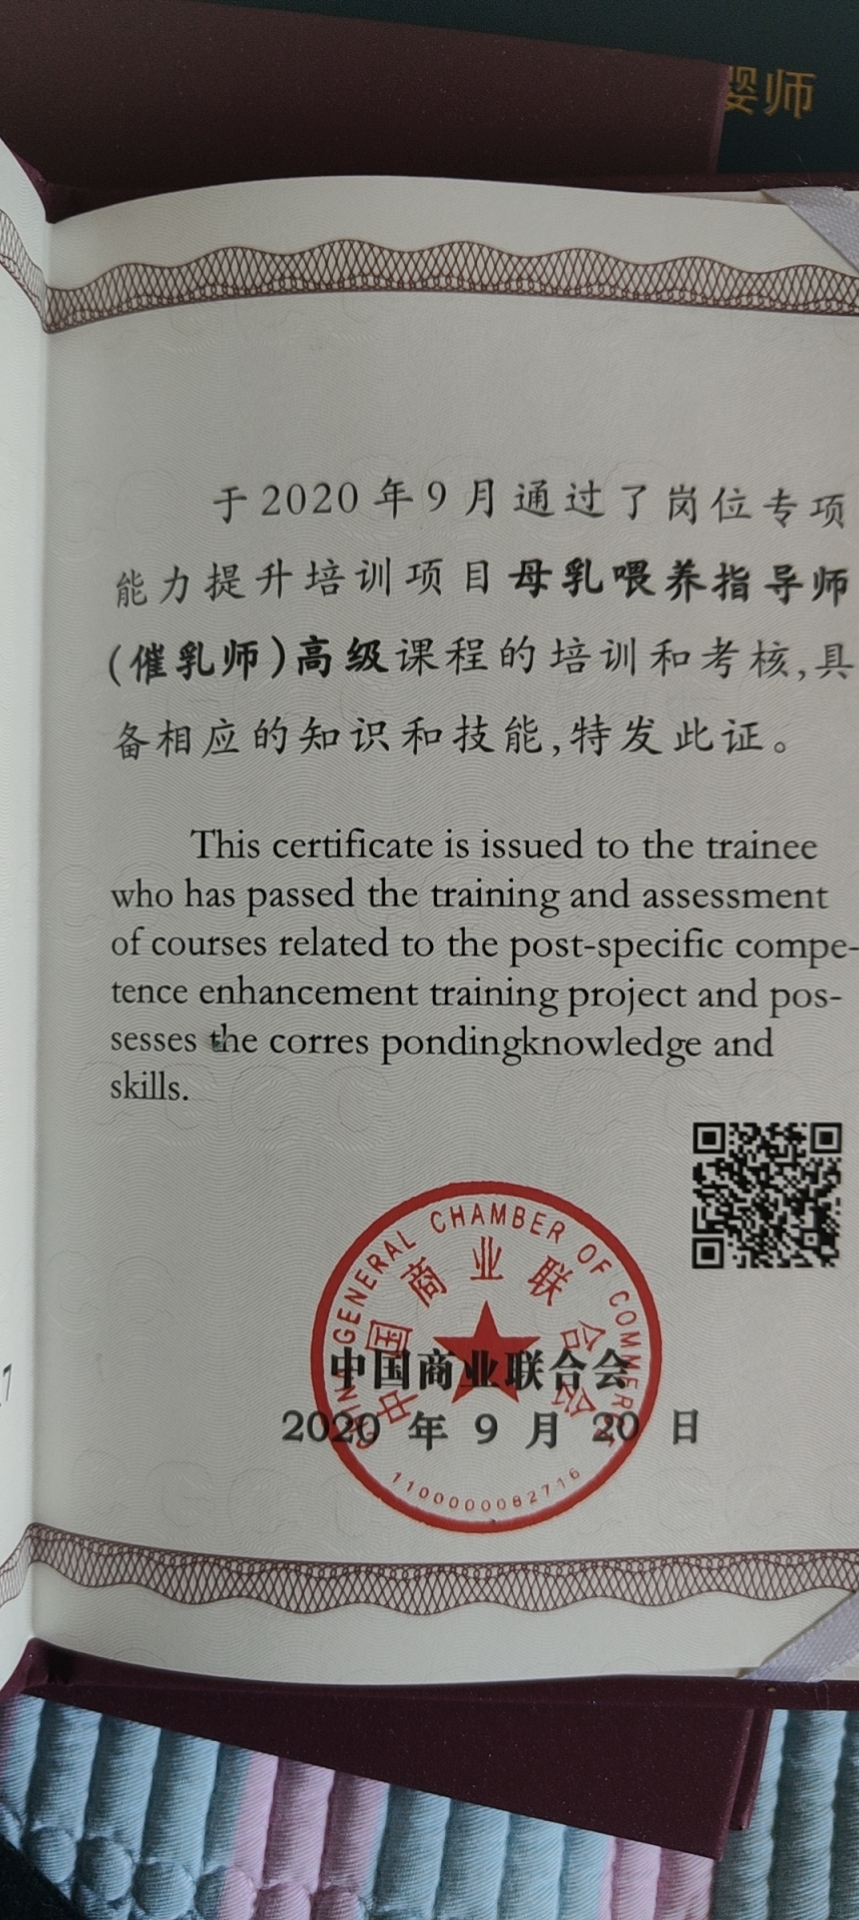 师
于2020年9月通过了岗位专项
能力提升培训项目母乳喂养指导师
(催乳师)高级课程的培训和考核,具
备相应的知识和技能,特发此证。
This certificate is issued to the trainee
who has passed the training and assessment
of courses related to the post-specific compe-
tence enhancement training project and pos-
sesses the corres pondingknowledge and
skills.
CHINA GENERAL CHAMBER OF COMMERCE
中国商业联合会
中国商业联合会
2020 年 9 月 20 日
1100000082716
7